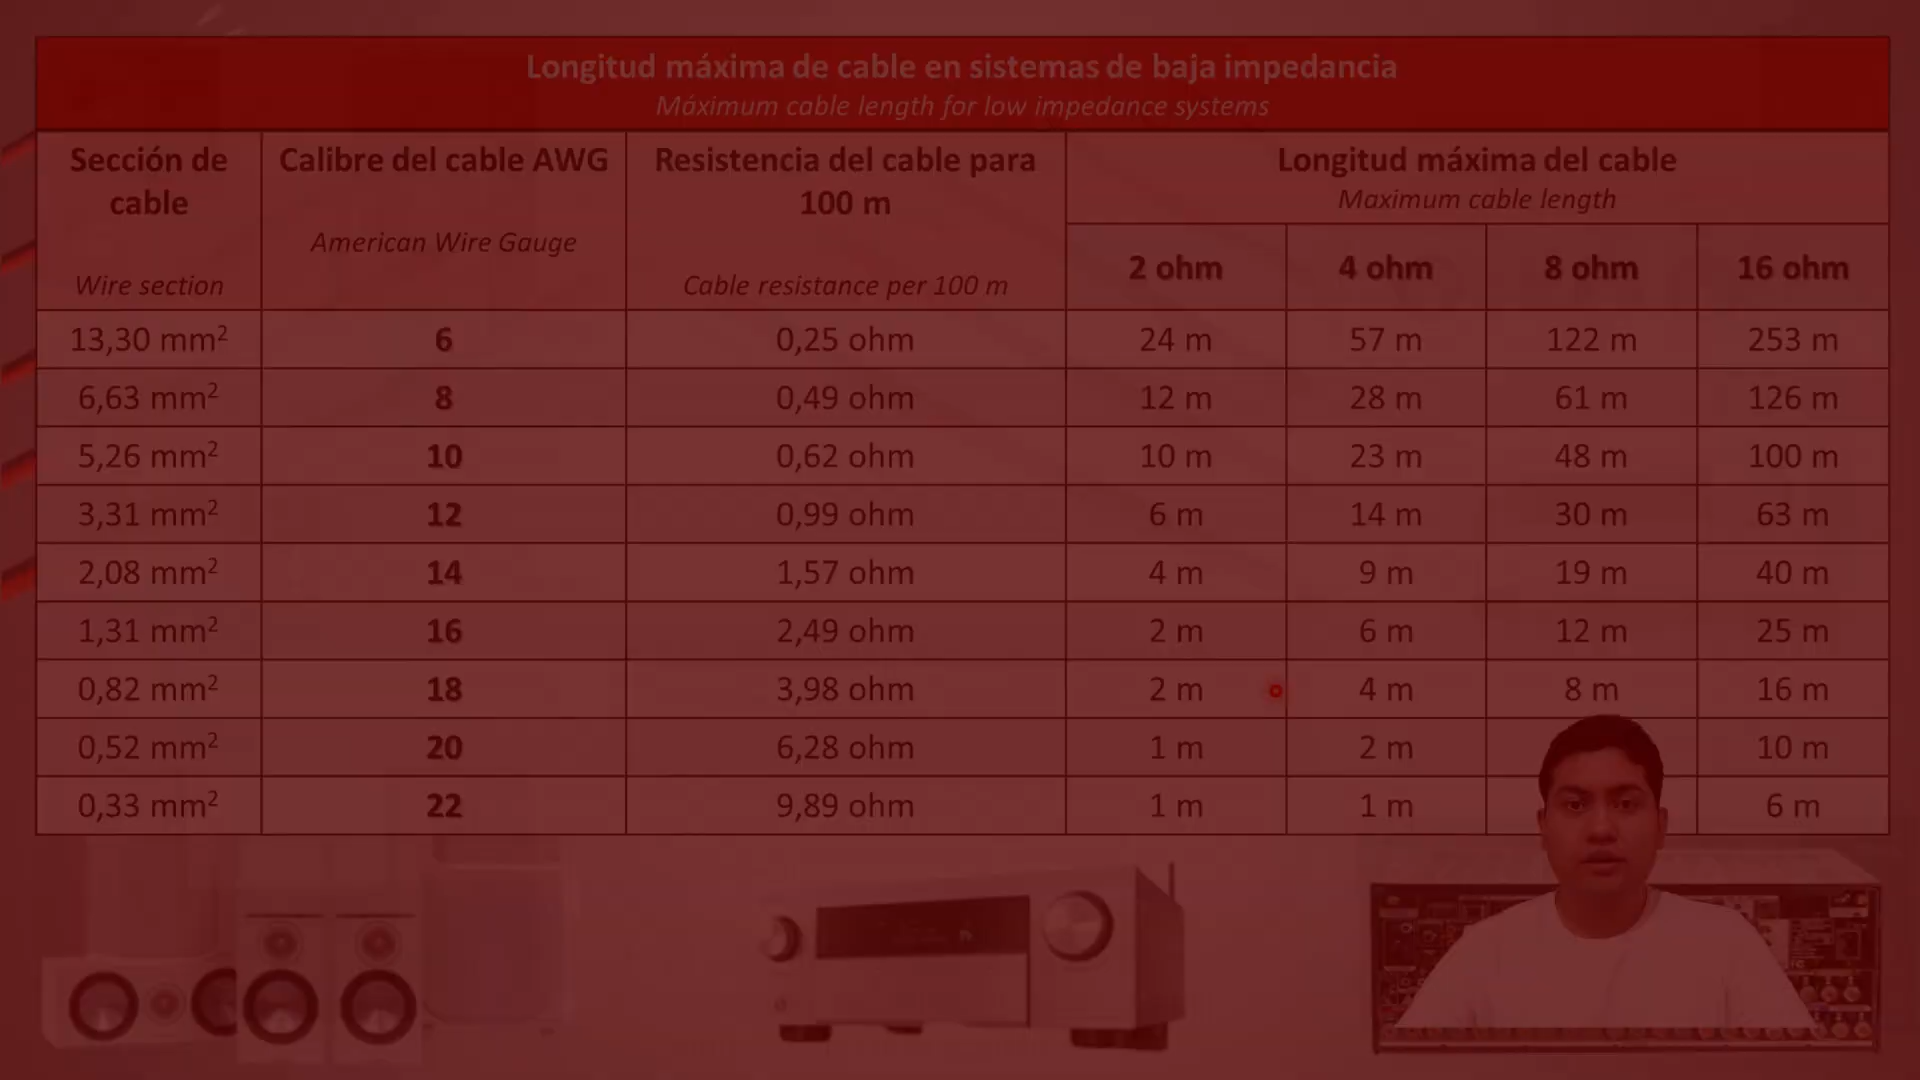 Longitud máxima de cable en sistemas de baja impedancia
Máximum cable length for low impedance systems
Sección de cable
Wire section
Calibre del cable AWG
American Wire Gauge
Resistencia del cable para 100 m
Cable resistance per 100 m
Longitud máxima del cable
Maximum cable length
2 ohm 4 ohm 8 ohm 16 ohm
13,30 mm² 6 0,25 ohm 24 m 57 m 122 m 253 m
6,63 mm² 8 0,49 ohm 12 m 28 m 61 m 126 m
5,26 mm² 10 0,62 ohm 10 m 23 m 48 m 100 m
3,31 mm² 12 0,99 ohm 6 m 14 m 30 m 63 m
2,08 mm² 14 1,57 ohm 4 m 9 m 19 m 40 m
1,31 mm² 16 2,49 ohm 2 m 6 m 12 m 25 m
0,82 mm² 18 3,98 ohm 2 m 4 m 8 m 16 m
0,52 mm² 20 6,28 ohm 1 m 2 m 10 m
0,33 mm² 22 9,89 ohm 1 m 1 m 6 m